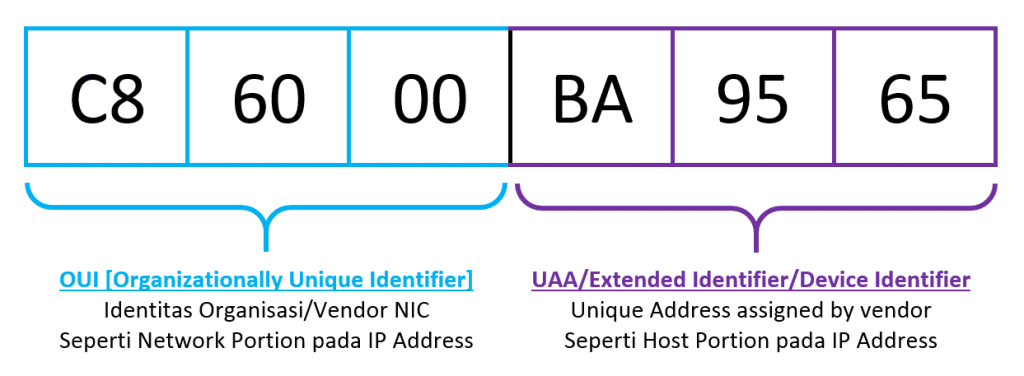 C8 60 00 BA 95 65
OUI [Organizationally Unique Identifier]
Identitas Organisasi/Vendor NIC
Seperti Network Portion pada IP Address
UAA/Extended Identifier/Device Identifier
Unique Address assigned by vendor
Seperti Host Portion pada IP Address